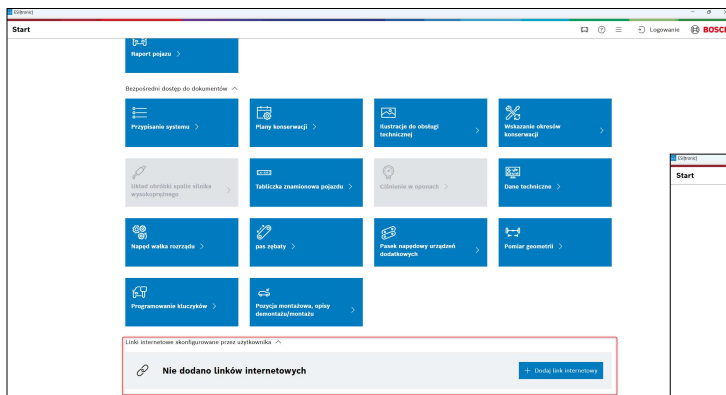 ES[tronic]
Start
Logowanie
BOSCH
Raport pojazu
Bezpośredni dostęp do dokumentów
Przypisanie systemu
Plany konserwacji
Ilustracje do obsługi
technicznej
Wskazanie okresów
konserwacji
Układ obróbki spalin silnika
wysokoprężnego
Tabliczka znamionowa pojazdu
Ciśnienie w oponach
Dane techniczne
Napęd wałka rozrządu
pas zębaty
Pasek napędowy urządzeń
dodatkowych
Pomiar geometrii
Programowanie kluczyków
Pozycja montażowa, opisy
demontażu/montażu
Linki internetowe skonfigurowane przez użytkownika
Nie dodano linków internetowych
+ Dodaj link internetowy
ES[tronic]
Start